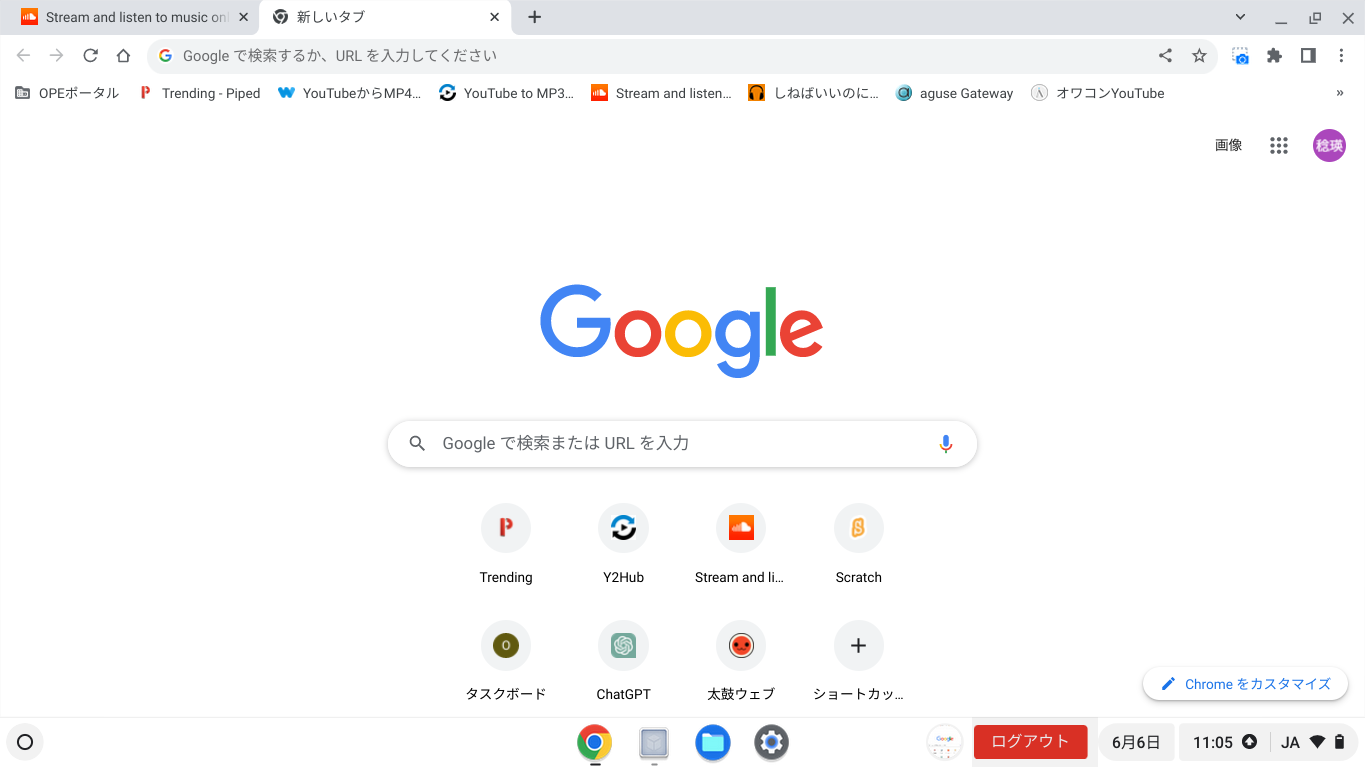 Stream and listen to music onl
新しいタブ
Google で検索するか、URL を入力してください
OPEポータル
Trending - Piped
YouTubeからMP4...
YouTube to MP3...
Stream and listen...
しねばいいのに...
aguse Gateway
オワコンYouTube
»
画像
稔瑛
Google
Google で検索または URL を入力
Trending
Y2Hub
Stream and li...
Scratch
O
タスクボード
ChatGPT
太鼓ウェブ
ショートカッ...
Chrome をカスタマイズ
ログアウト
6月6日
11:05
JA